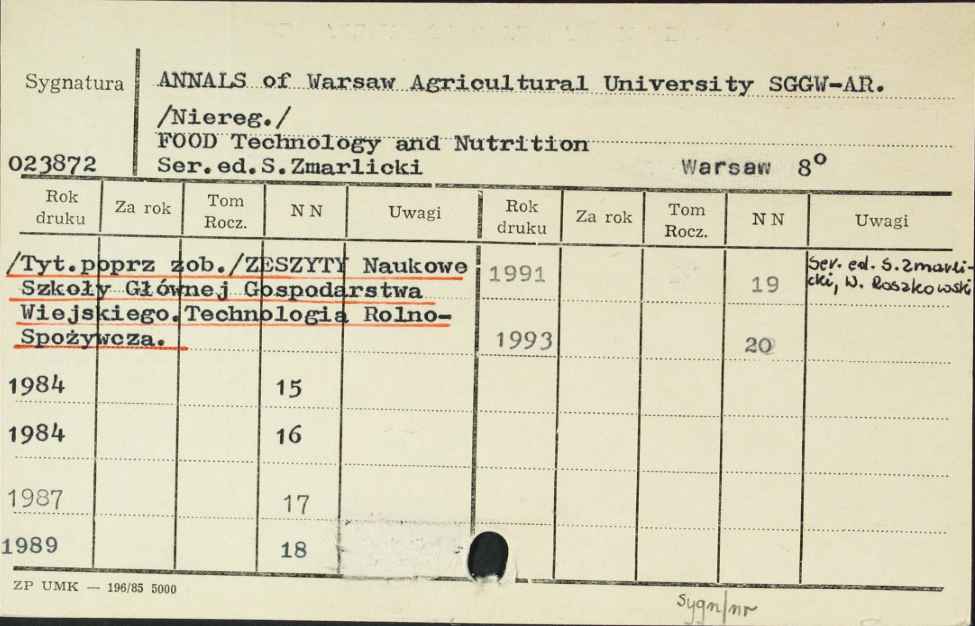 Sygnatura
ANNALS of Warsaw Agricultural University SGGW-AR.
/Niereg./
FOOD Technology and Nutrition
023872 Ser.ed.S.Zmarlicki Warsaw 8°
Rok druku Za rok Tom Rocz. N N Uwagi Rok druku Za rok Tom Rocz. N N Uwagi
/Tyt.poprz zob./ZESZYTY Naukowe
Szkoły Głównej Gospodarstwa
Wiejskiego.Technologia Rolno-
Spożywcza.
1984 15
1984 16
1987 17
1989 18
1991 19 Ser. ed. S. Zmarli-
cki, W. Roszkowski
1993 20
ZP UMK — 196/85 5000
Sygn/nr